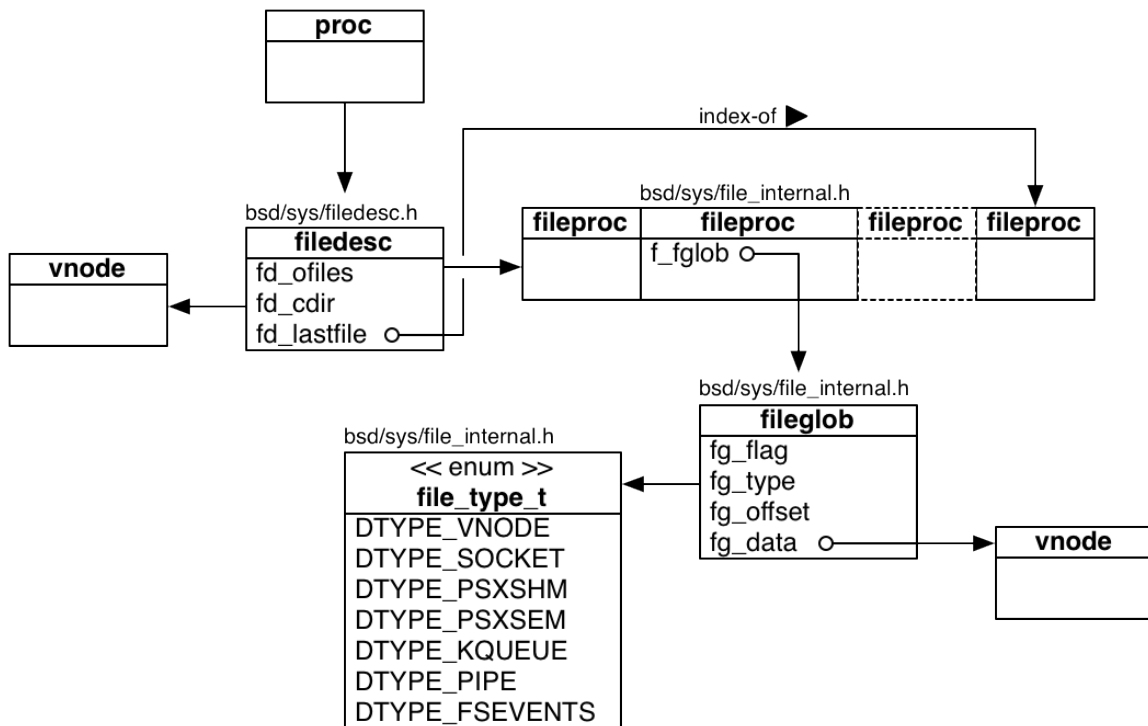 proc
index-of
bsd/sys/file_internal.h
bsd/sys/filedesc.h
fileproc fileproc fileproc fileproc
filedesc
f_fglob
vnode
fd_ofiles
fd_cdir
fd_lastfile
bsd/sys/file_internal.h
fileglob
bsd/sys/file_internal.h
fg_flag
fg_type
fg_offset
fg_data
<< enum >>
file_type_t
DTYPE_VNODE
DTYPE_SOCKET
DTYPE_PSXSHM
DTYPE_PSXSEM
DTYPE_KQUEUE
DTYPE_PIPE
DTYPE_FSEVENTS
vnode